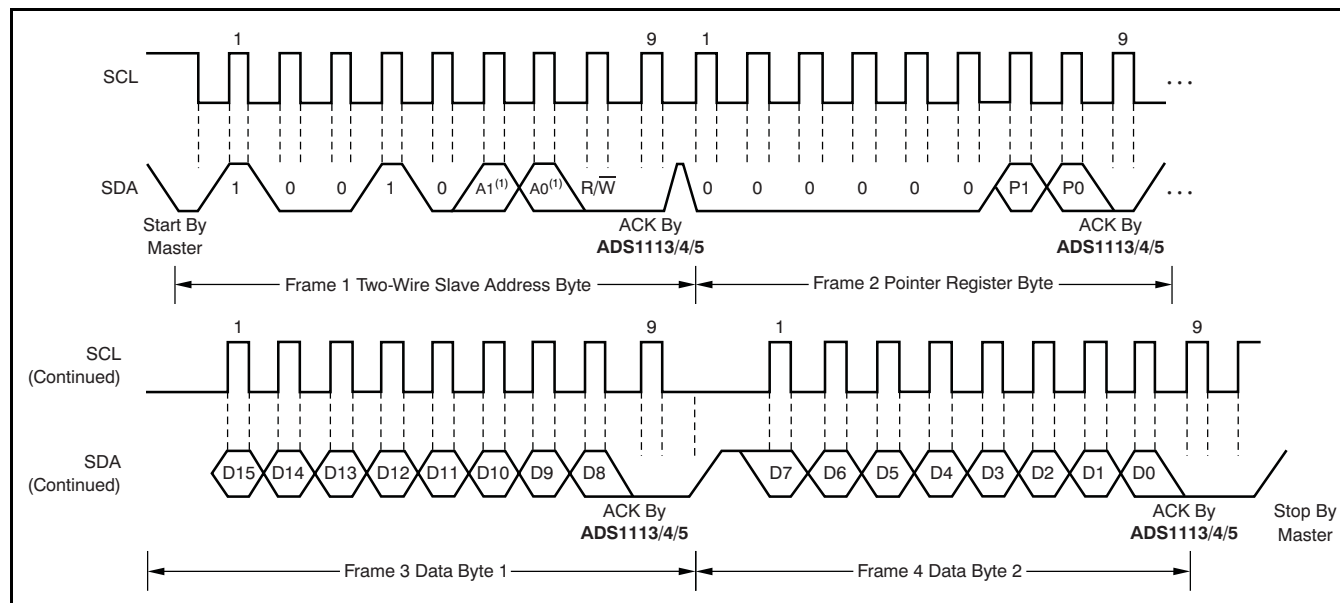 1 9 1 9
SCL ...
SDA 1 0 0 1 0 A1(1) A0(1) R/W̅ 0 0 0 0 0 0 P1 P0 ...
Start By Master
ACK By ADS1113/4/5
ACK By ADS1113/4/5
Frame 1 Two-Wire Slave Address Byte
Frame 2 Pointer Register Byte
1 9 1 9
SCL (Continued)
SDA (Continued)
D15 D14 D13 D12 D11 D10 D9 D8 D7 D6 D5 D4 D3 D2 D1 D0
ACK By ADS1113/4/5
ACK By ADS1113/4/5
Stop By Master
Frame 3 Data Byte 1
Frame 4 Data Byte 2